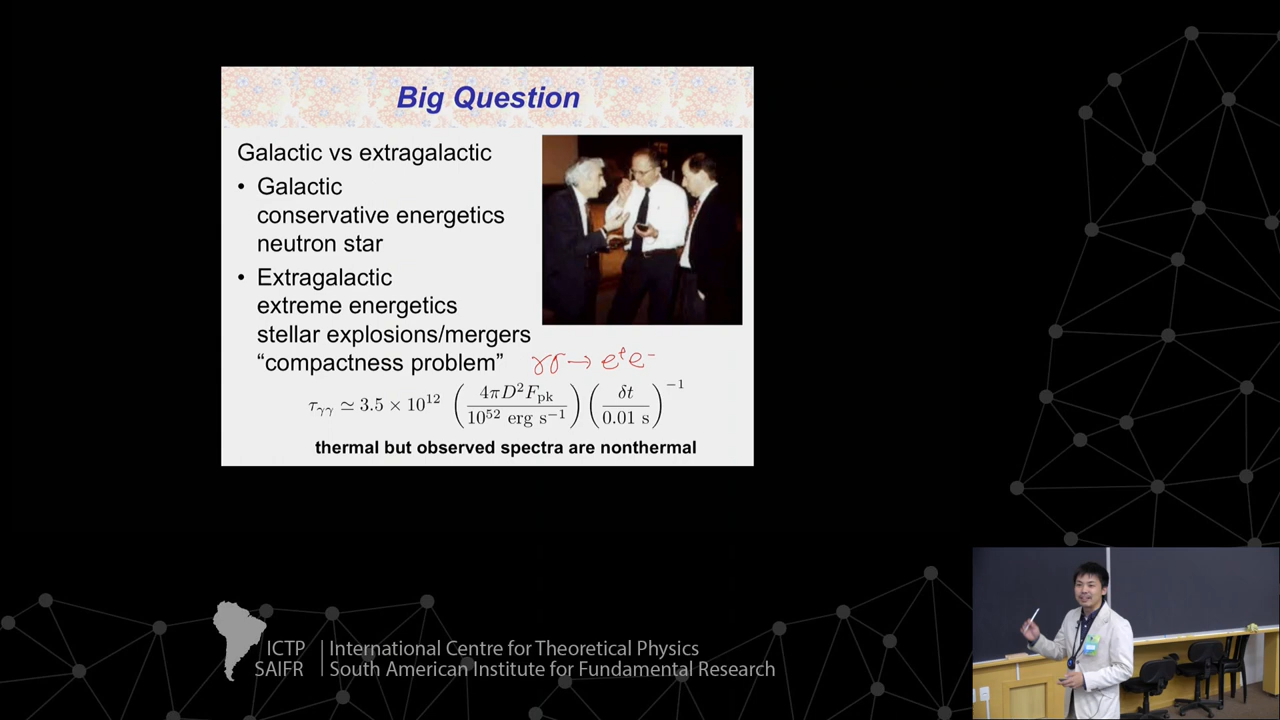 Big Question
Galactic vs extragalactic
• Galactic
conservative energetics
neutron star
• Extragalactic
extreme energetics
stellar explosions/mergers
“compactness problem” γγ → e⁺e⁻
τ_γγ ≃ 3.5 × 10¹² (4πD²F_pk / 10⁵² erg s⁻¹) (δt / 0.01 s)⁻¹
thermal but observed spectra are nonthermal
ICTP | International Centre for Theoretical Physics
SAIFR | South American Institute for Fundamental Research